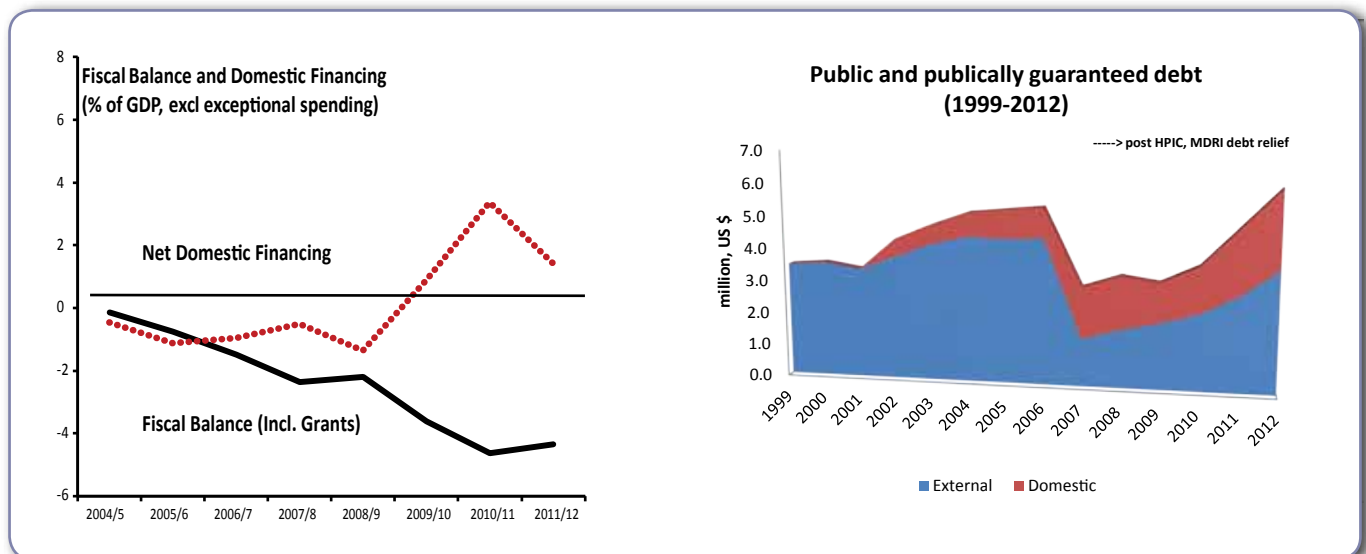 8
6
4
2
0
-2
-4
-6
Fiscal Balance and Domestic Financing
(% of GDP, excl exceptional spending)
Net Domestic Financing
Fiscal Balance (Incl. Grants)
2004/5 2005/6 2006/7 2007/8 2008/9 2009/10 2010/11 2011/12
Public and publically guaranteed debt
(1999-2012)
-----> post HPIC, MDRI debt relief
million, US $
7.0
6.0
5.0
4.0
3.0
2.0
1.0
0.0
1999 2000 2001 2002 2003 2004 2005 2006 2007 2008 2009 2010 2011 2012
External Domestic